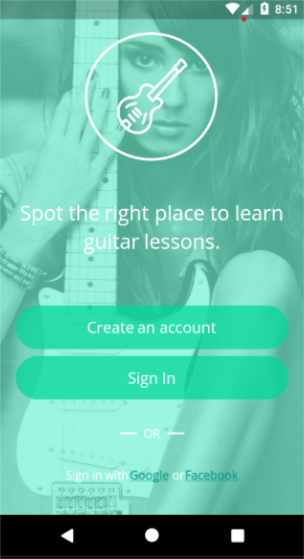 8:51
Spot the right place to learn
guitar lessons.
Create an account
Sign In
OR
Sign in with Google or Facebook